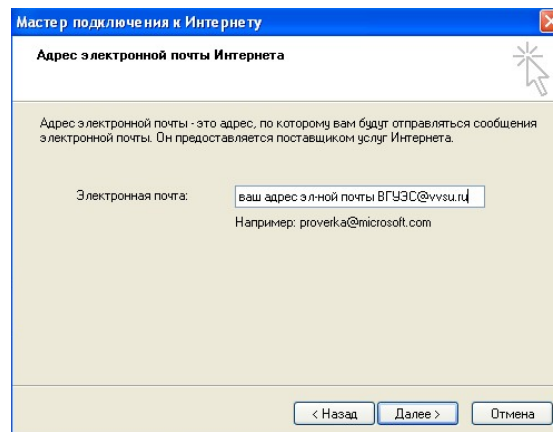 Мастер подключения к Интернету
Адрес электронной почты Интернета
Адрес электронной почты - это адрес, по которому вам будут отправляться сообщения
электронной почты. Он предоставляется поставщиком услуг Интернета.
Электронная почта: ваш адрес эл-ной почты ВГУЭС@vvsu.ru
Например: proverka@microsoft.com
< Назад Далее > Отмена